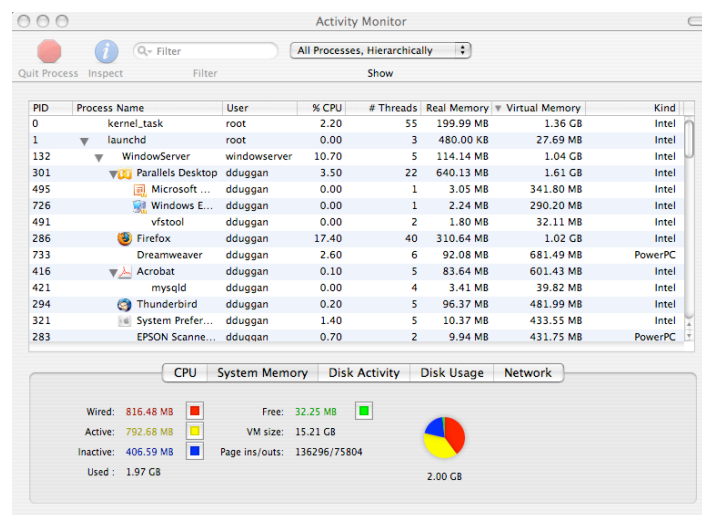 Activity Monitor
Filter
All Processes, Hierarchically
Quit Process Inspect Filter Show
PID Process Name User % CPU # Threads Real Memory Virtual Memory Kind
0 kernel_task root 2.20 55 199.99 MB 1.36 GB Intel
1 launchd root 0.00 3 480.00 KB 27.69 MB Intel
132 WindowServer windowserver 10.70 5 114.14 MB 1.04 GB Intel
301 Parallels Desktop dduggan 3.50 22 640.13 MB 1.61 GB Intel
495 Microsoft ... dduggan 0.00 1 3.05 MB 341.80 MB Intel
726 Windows E... dduggan 0.00 1 2.24 MB 290.20 MB Intel
491 vfstool dduggan 0.00 2 1.80 MB 32.11 MB Intel
286 Firefox dduggan 17.40 40 310.64 MB 1.02 GB Intel
733 Dreamweaver dduggan 2.60 6 92.08 MB 681.49 MB PowerPC
416 Acrobat dduggan 0.10 5 83.64 MB 601.43 MB Intel
421 mysqld dduggan 0.00 4 3.41 MB 39.82 MB Intel
294 Thunderbird dduggan 0.20 5 96.37 MB 481.99 MB Intel
321 System Prefer... dduggan 1.40 5 10.37 MB 433.55 MB Intel
283 EPSON Scanne... dduggan 0.70 2 9.94 MB 431.75 MB PowerPC
CPU System Memory Disk Activity Disk Usage Network
Wired: 816.48 MB Free: 32.25 MB
Active: 792.68 MB VM size: 15.21 GB
Inactive: 406.59 MB Page ins/outs: 136296/75804
Used : 1.97 GB
2.00 GB